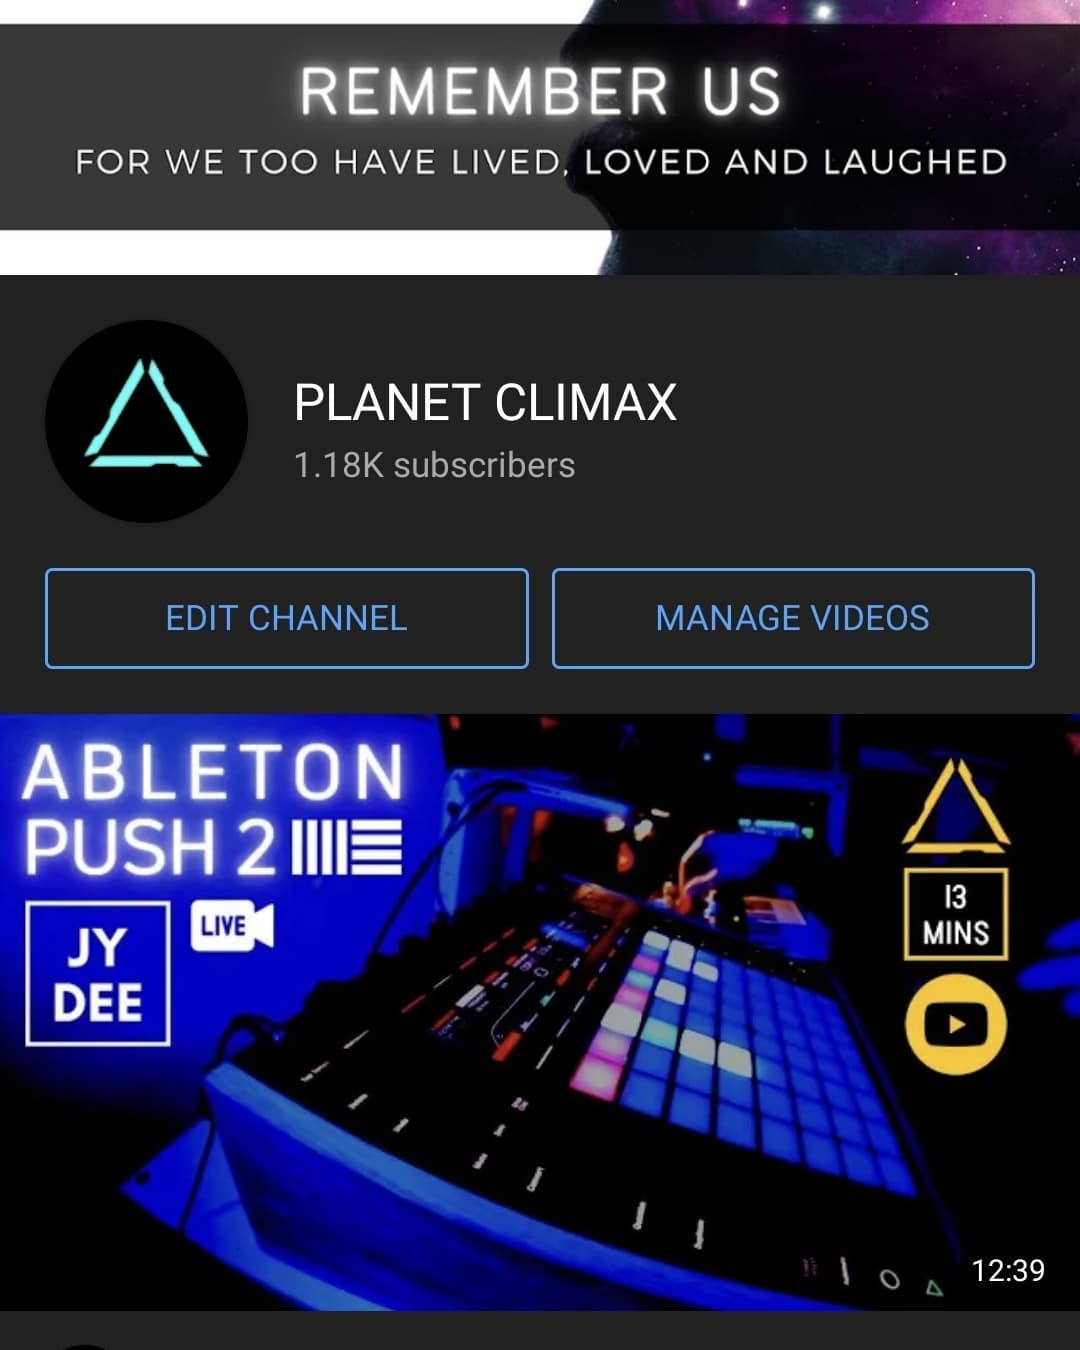 REMEMBER US
FOR WE TOO HAVE LIVED, LOVED AND LAUGHED
PLANET CLIMAX
1.18K subscribers
EDIT CHANNEL
MANAGE VIDEOS
ABLETON
PUSH 2
JY
DEE
LIVE
13
MINS
12:39